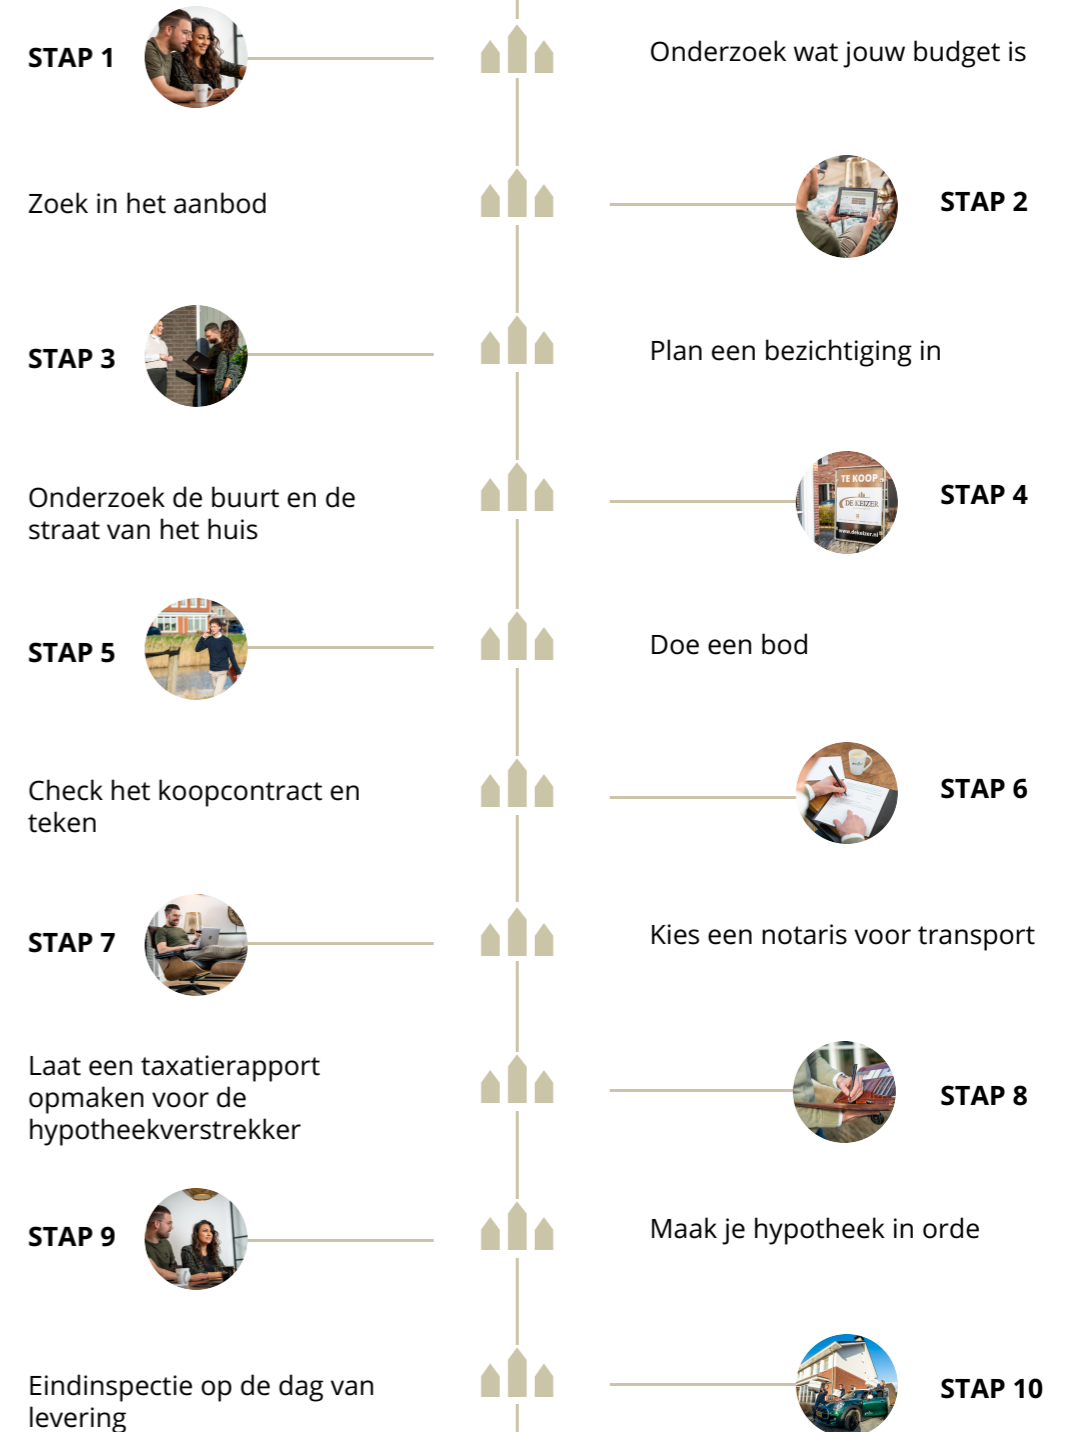 STAP 1
Onderzoek wat jouw budget is
Zoek in het aanbod
STAP 2
STAP 3
Plan een bezichtiging in
Onderzoek de buurt en de
straat van het huis
TE KOOP
DE KEIZER
www.dekeizer.nl
STAP 4
STAP 5
Doe een bod
Check het koopcontract en
teken
STAP 6
STAP 7
Kies een notaris voor transport
Laat een taxatierapport
opmaken voor de
hypotheekverstrekker
STAP 8
STAP 9
Maak je hypotheek in orde
Eindinspectie op de dag van
levering
STAP 10